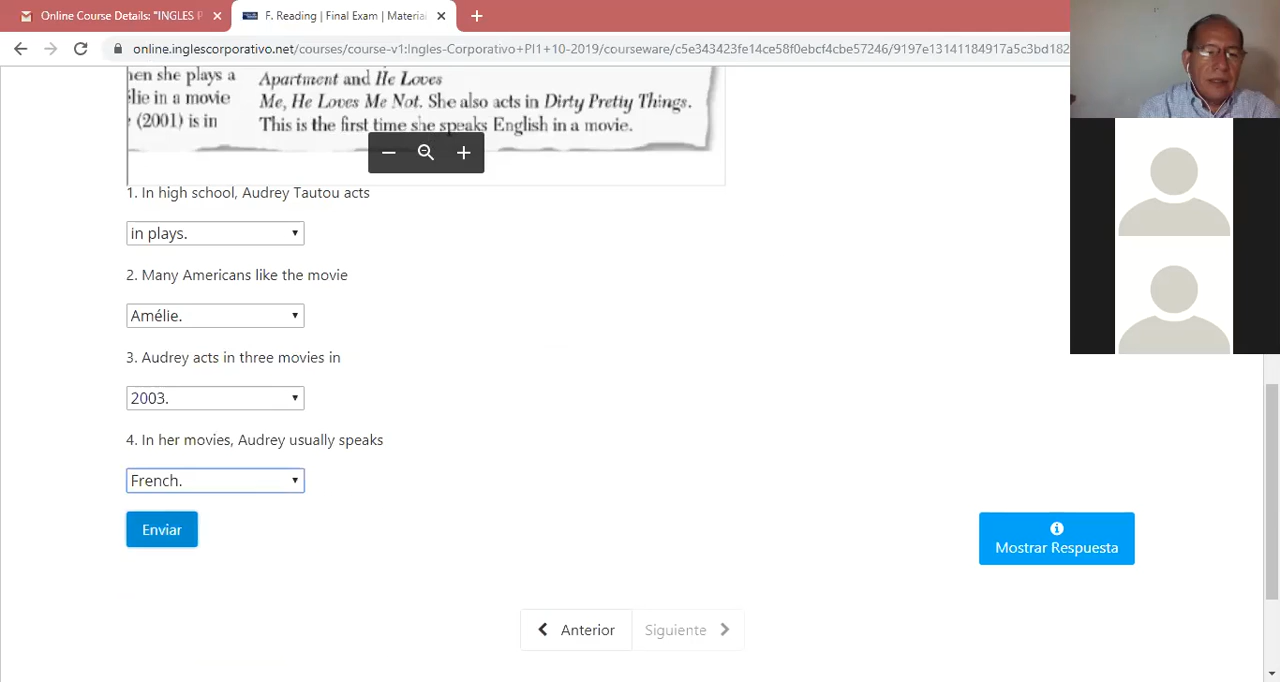 Online Course Details: "INGLES P
F. Reading | Final Exam | Materia
online.inglescorporativo.net/courses/course-v1:Ingles-Corporativo+PI1+10-2019/courseware/c5e343423fe14ce58f0ebcf4cbe57246/9197e13141184917a5c3bd182
hen she plays a
lie in a movie
(2001) is in
Apartment and He Loves
Me, He Loves Me Not. She also acts in Dirty Pretty Things.
This is the first time she speaks English in a movie.
1. In high school, Audrey Tautou acts
in plays.
2. Many Americans like the movie
Amélie.
3. Audrey acts in three movies in
2003.
4. In her movies, Audrey usually speaks
French.
Enviar
Mostrar Respuesta
Anterior
Siguiente